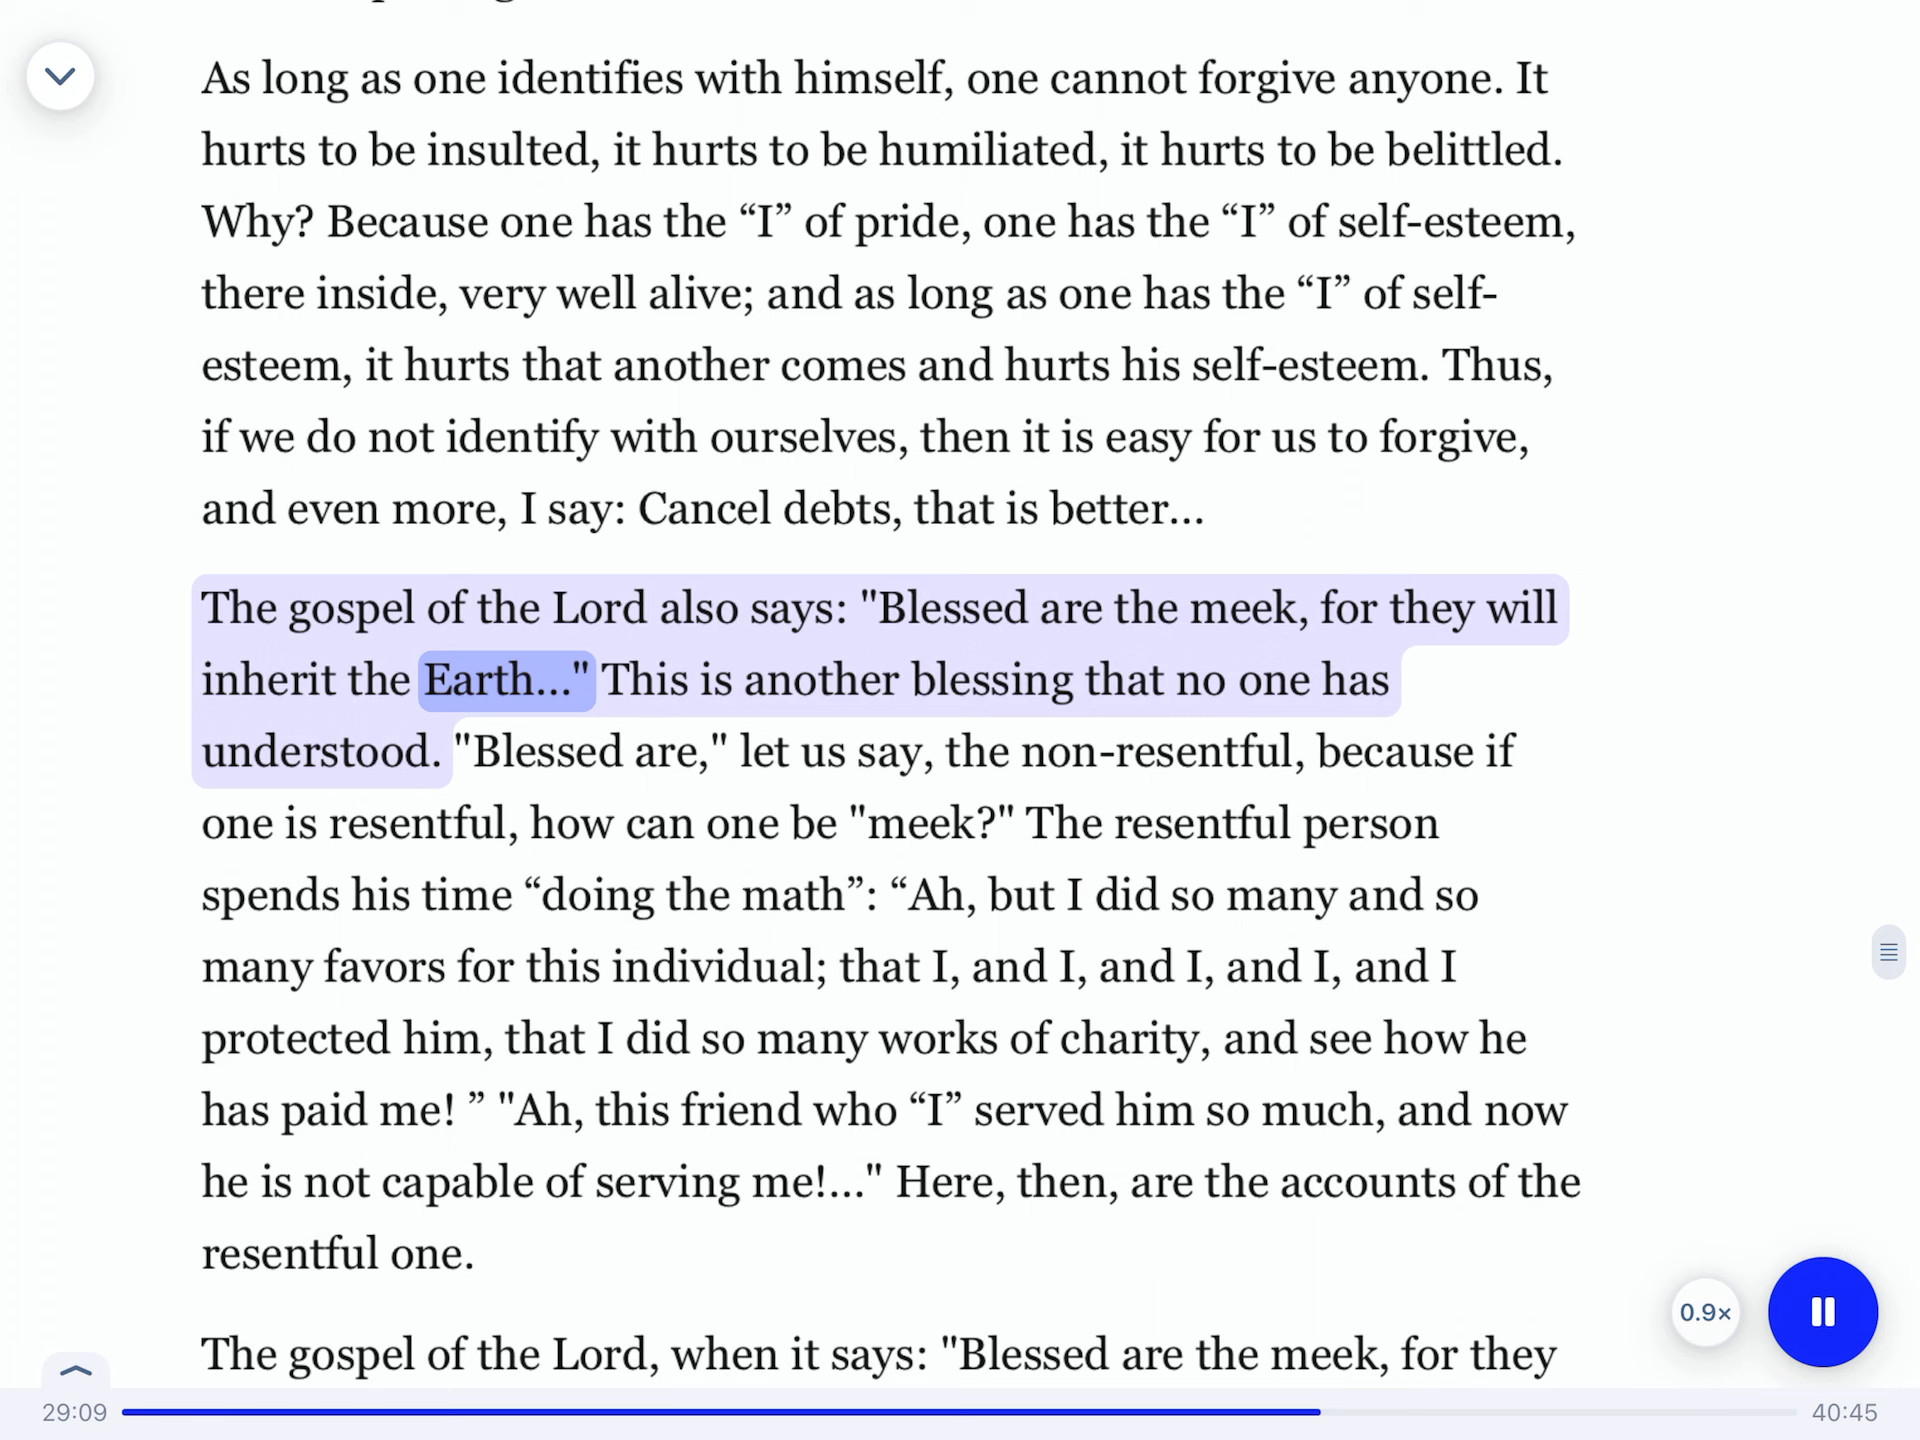 As long as one identifies with himself, one cannot forgive anyone. It
hurts to be insulted, it hurts to be humiliated, it hurts to be belittled.
Why? Because one has the “I” of pride, one has the “I” of self-esteem,
there inside, very well alive; and as long as one has the “I” of self-
esteem, it hurts that another comes and hurts his self-esteem. Thus,
if we do not identify with ourselves, then it is easy for us to forgive,
and even more, I say: Cancel debts, that is better...
The gospel of the Lord also says: "Blessed are the meek, for they will
inherit the Earth..." This is another blessing that no one has
understood. "Blessed are," let us say, the non-resentful, because if
one is resentful, how can one be "meek?" The resentful person
spends his time “doing the math”: “Ah, but I did so many and so
many favors for this individual; that I, and I, and I, and I, and I
protected him, that I did so many works of charity, and see how he
has paid me! ” "Ah, this friend who “I” served him so much, and now
he is not capable of serving me!..." Here, then, are the accounts of the
resentful one.
The gospel of the Lord, when it says: "Blessed are the meek, for they
0.9×
29:09
40:45